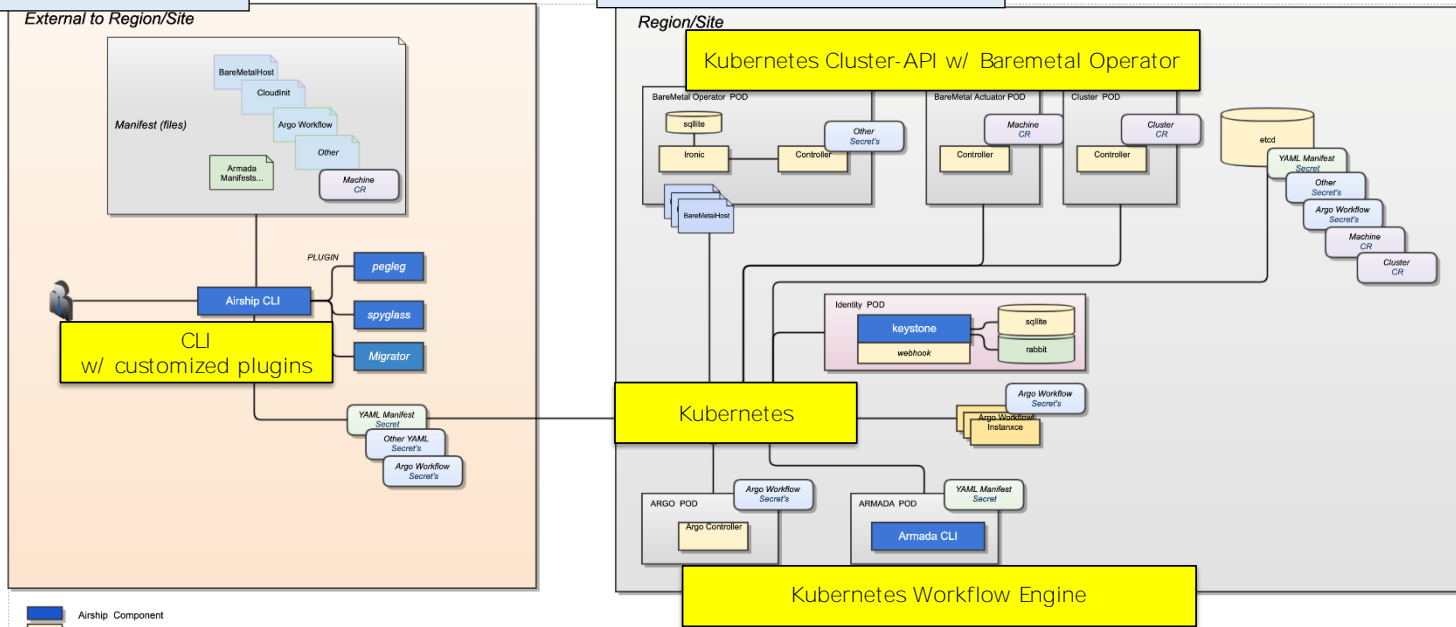 External to Region/Site
BareMetalHost
CloudInit
Argo Workflow
Other
Manifest (files)
Armada
Manifests...
Machine
CR
PLUGIN
pegleg
Airship CLI
spyglass
CLI
w/ customized plugins
Migrator
YAML Manifest
Secret
Other YAML
Secret's
Argo Workflow
Secret's
Airship Component
Region/Site
Kubernetes Cluster-API w/ Baremetal Operator
BareMetal Operator POD
sqllite
Ironic
Controller
Other
Secret's
BareMetalHost
BareMetal Actuator POD
Machine
CR
Controller
Cluster POD
Cluster
CR
Controller
etcd
YAML Manifest
Secret
Other
Secret's
Argo Workflow
Secret's
Machine
CR
Cluster
CR
Identity POD
keystone
webhook
sqllite
rabbit
Kubernetes
Argo Workflow
Secret's
Argo Workflow
Instanxce
ARGO POD
Argo Workflow
Secret's
Argo Controller
ARMADA POD
YAML Manifest
Secret
Armada CLI
Kubernetes Workflow Engine